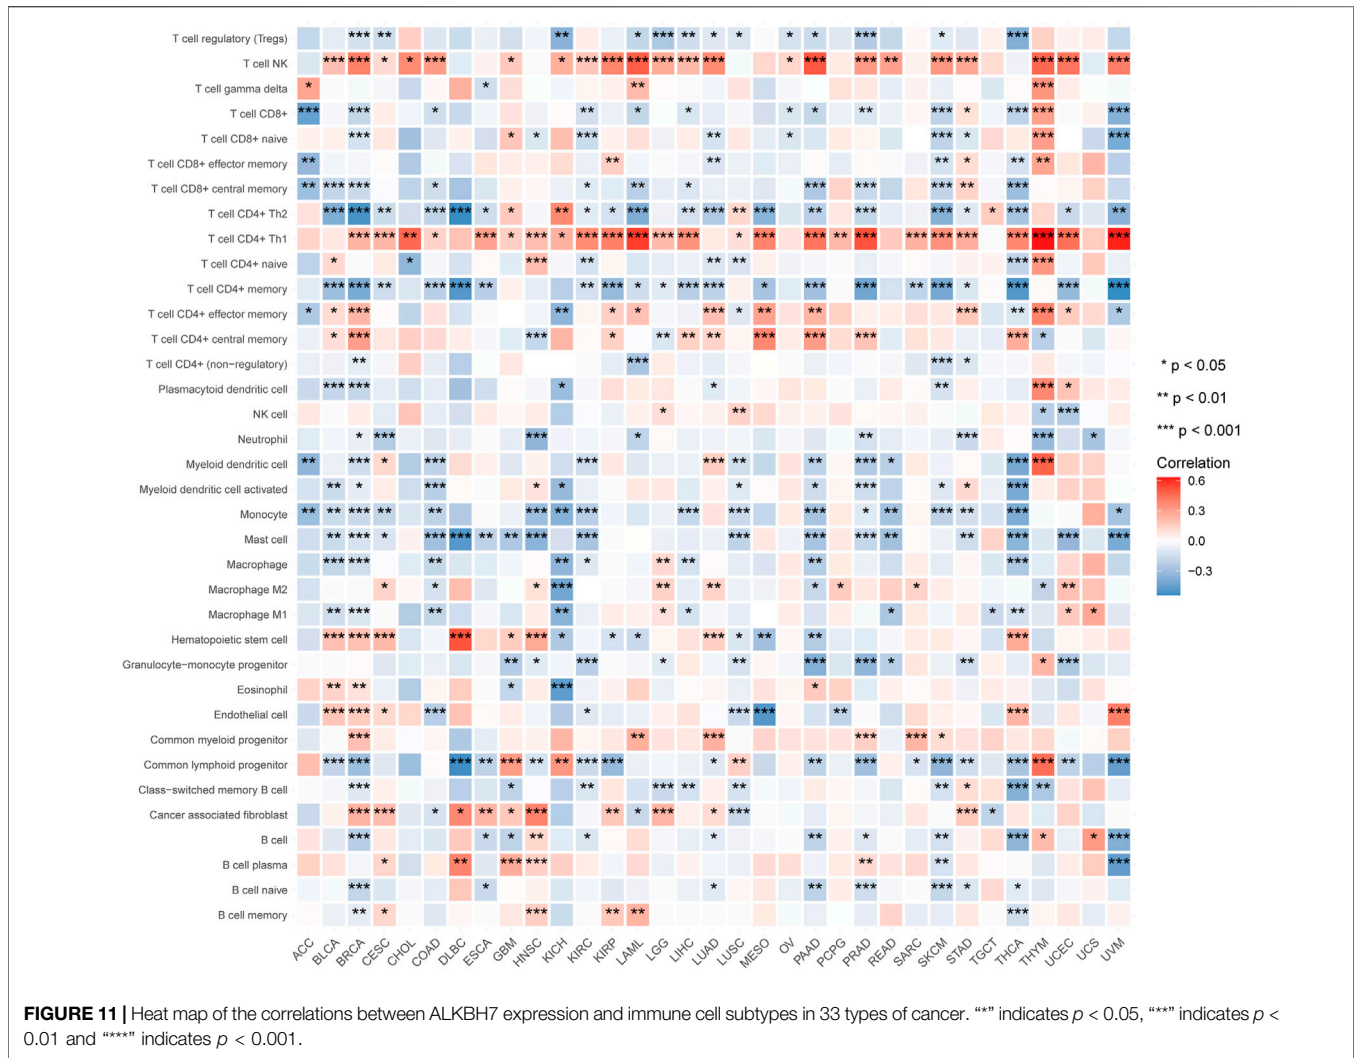 T cell regulatory (Tregs)
T cell NK
T cell gamma delta
T cell CD8+
T cell CD8+ naive
T cell CD8+ effector memory
T cell CD8+ central memory
T cell CD4+ Th2
T cell CD4+ Th1
T cell CD4+ naive
T cell CD4+ memory
T cell CD4+ effector memory
T cell CD4+ central memory
T cell CD4+ (non−regulatory)
Plasmacytoid dendritic cell
NK cell
Neutrophil
Myeloid dendritic cell
Myeloid dendritic cell activated
Monocyte
Mast cell
Macrophage
Macrophage M2
Macrophage M1
Hematopoietic stem cell
Granulocyte−monocyte progenitor
Eosinophil
Endothelial cell
Common myeloid progenitor
Common lymphoid progenitor
Class−switched memory B cell
Cancer associated fibroblast
B cell
B cell plasma
B cell naive
B cell memory
ACC BLCA BRCA CESC CHOL COAD DLBC ESCA GBM HNSC KICH KIRC KIRP LAML LGG LIHC LUAD LUSC MESO OV PAAD PCPG PRAD READ SARC SKCM STAD TGCT THCA THYM UCEC UCS UVM
* p < 0.05
** p < 0.01
*** p < 0.001
Correlation
0.6
0.3
0.0
−0.3
FIGURE 11 | Heat map of the correlations between ALKBH7 expression and immune cell subtypes in 33 types of cancer. “*” indicates p < 0.05, “**” indicates p <
0.01 and “***” indicates p < 0.001.